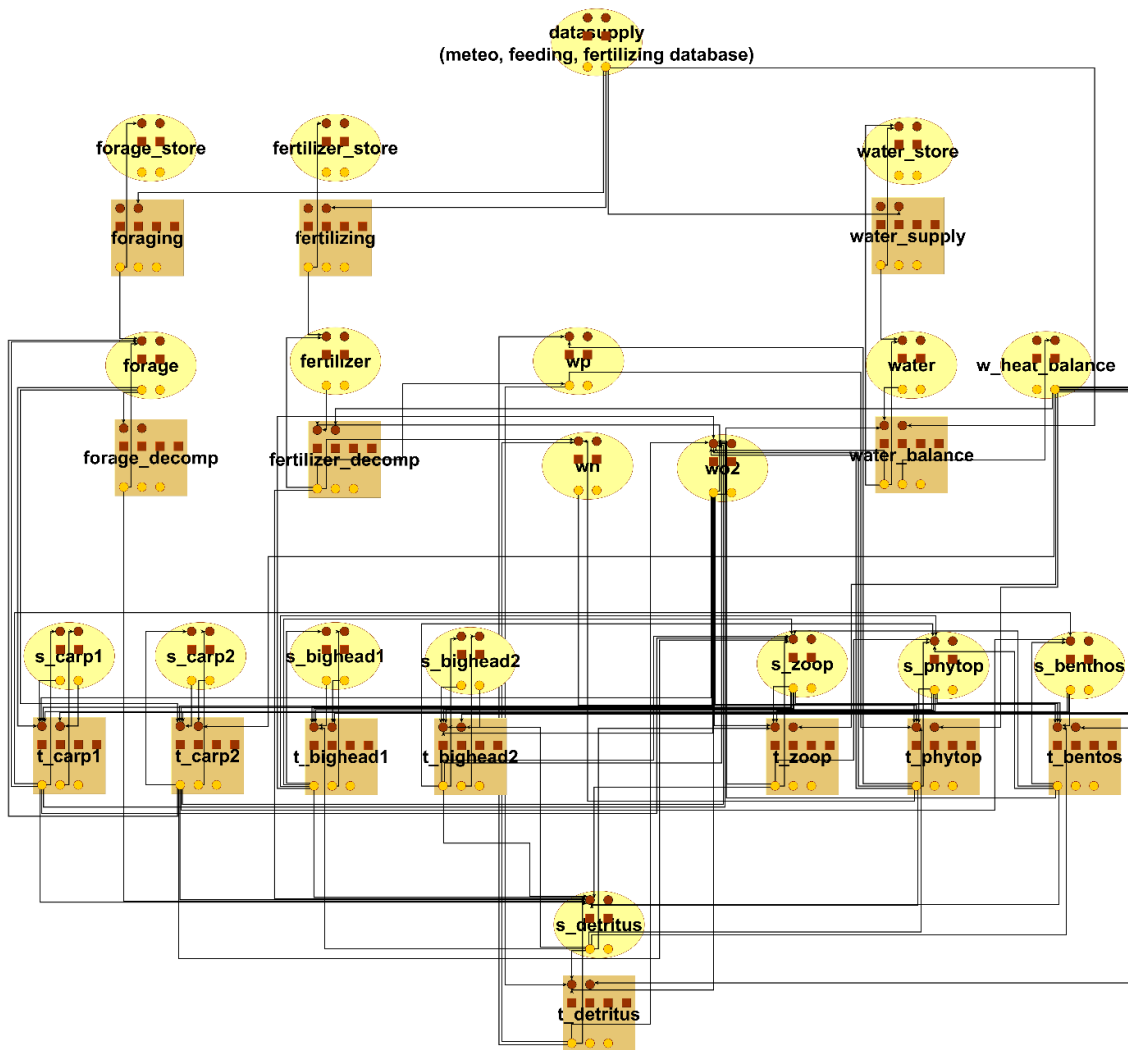 datasupply
(meteo, feeding, fertilizing database)
forage_store
fertilizer_store
water_store
foraging
fertilizing
water_supply
forage
fertilizer
wp
water
w_heat_balance
forage_decomp
fertilizer_decomp
wn
wo2
water_balance
s_carp1
s_carp2
s_bighead1
s_bighead2
s_zoop
s_phytop
s_benthos
t_carp1
t_carp2
t_bighead1
t_bighead2
t_zoop
t_phytop
t_bentos
s_detritus
t_detritus